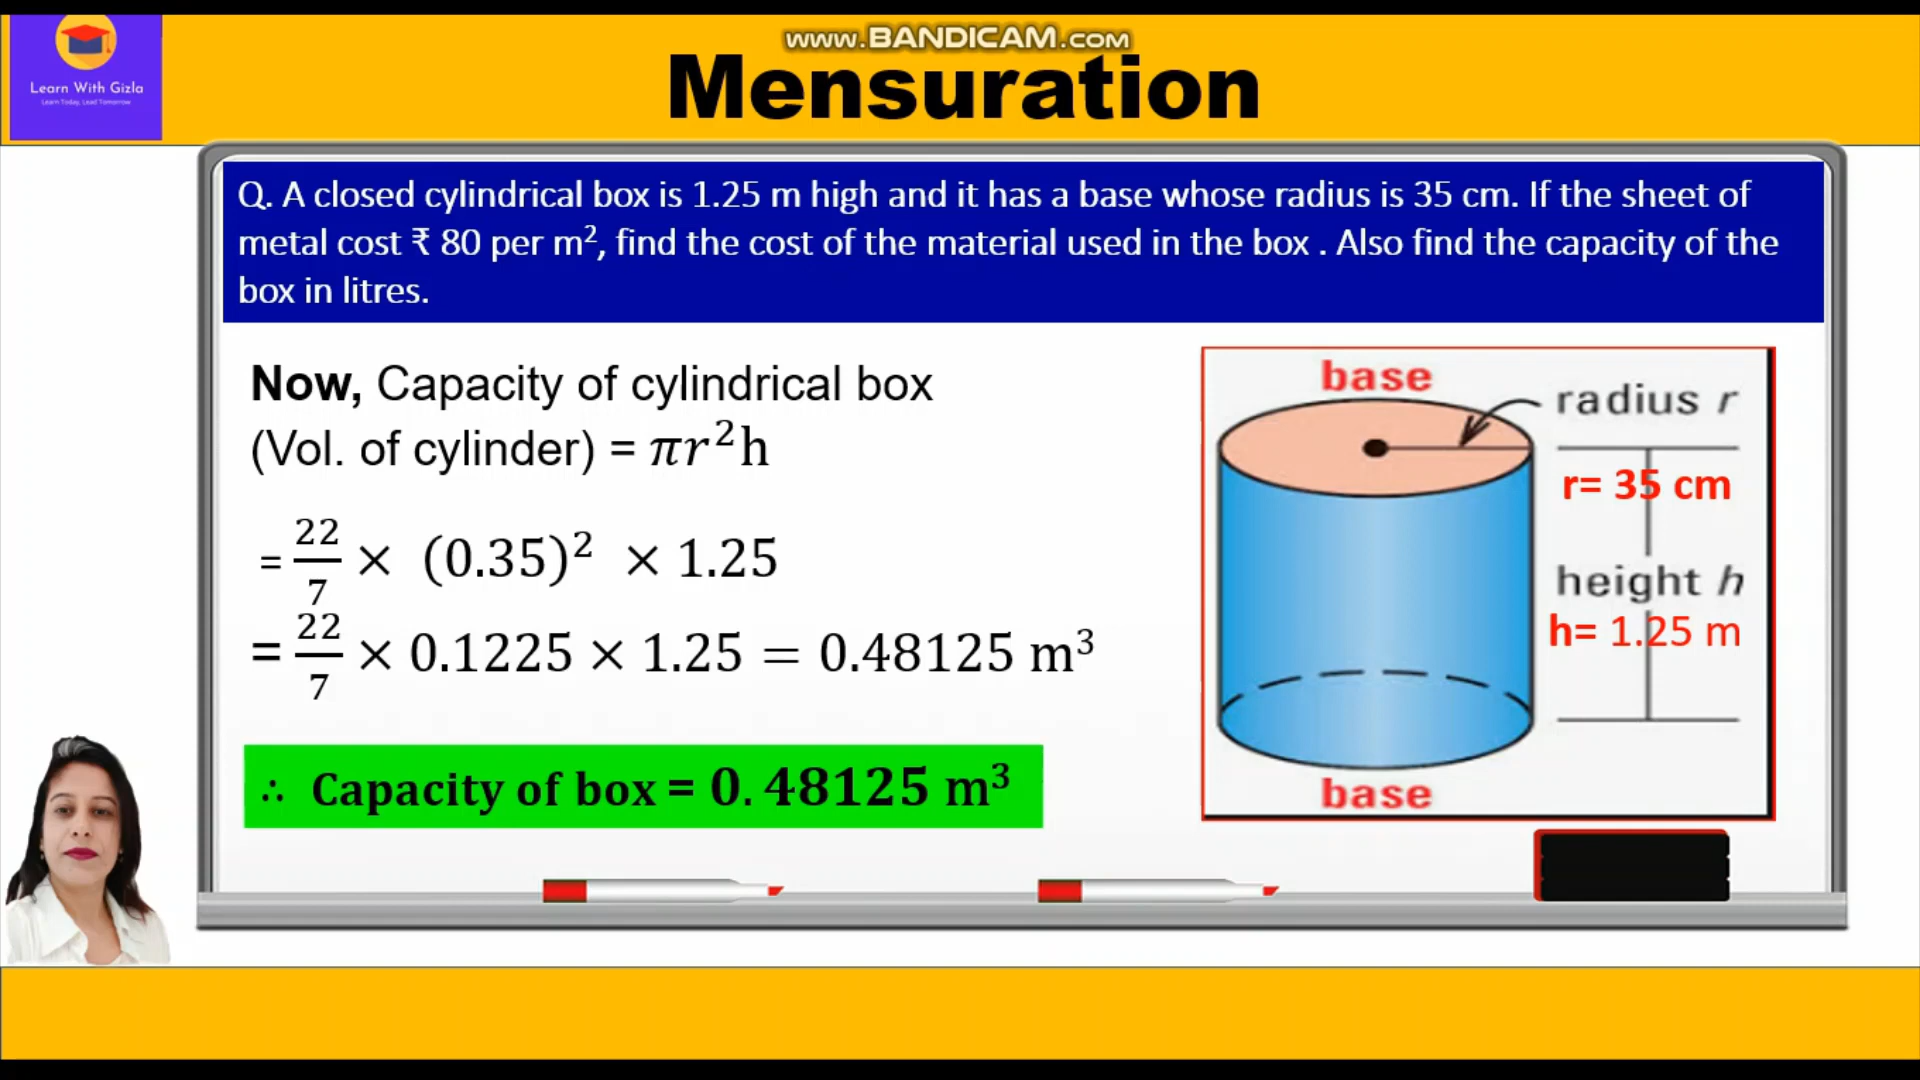 www.BANDICAM.com
Learn With Gizla
Learn Today, Lead Tomorrow
Mensuration
Q. A closed cylindrical box is 1.25 m high and it has a base whose radius is 35 cm. If the sheet of
metal cost ₹ 80 per m², find the cost of the material used in the box . Also find the capacity of the
box in litres.
Now, Capacity of cylindrical box
(Vol. of cylinder) = πr²h
= 22/7 × (0.35)² × 1.25
= 22/7 × 0.1225 × 1.25 = 0.48125 m³
∴ Capacity of box = 0.48125 m³
base
radius r
r= 35 cm
height h
h= 1.25 m
base